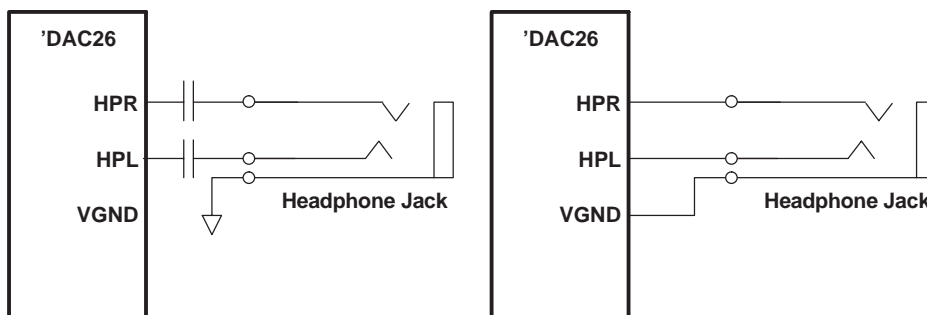 'DAC26
HPR
HPL
VGND
Headphone Jack
'DAC26
HPR
HPL
VGND
Headphone Jack